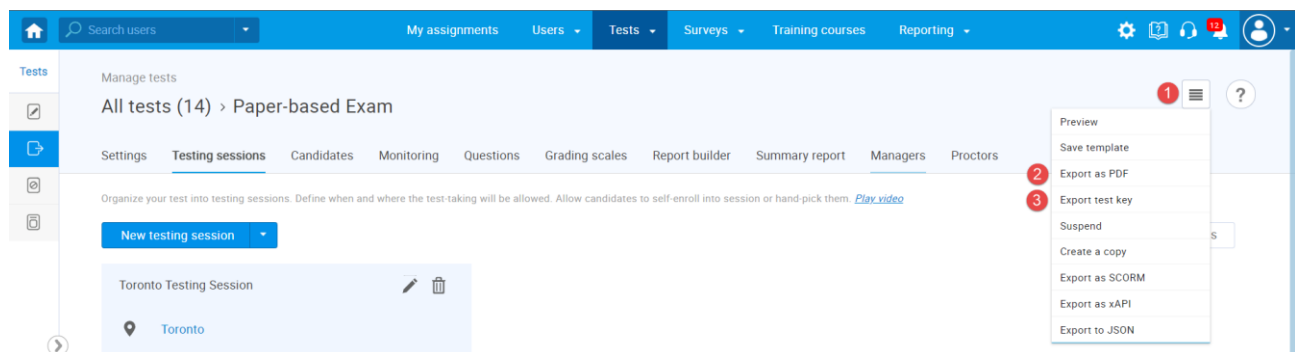 Search users
My assignments
Users
Tests
Surveys
Training courses
Reporting
12
Tests
Manage tests
All tests (14) > Paper-based Exam
1
?
Settings
Testing sessions
Candidates
Monitoring
Questions
Grading scales
Report builder
Summary report
Managers
Proctors
Organize your test into testing sessions. Define when and where the test-taking will be allowed. Allow candidates to self-enroll into session or hand-pick them. Play video
New testing session
Preview
Save template
2 Export as PDF
3 Export test key
Suspend
Create a copy
Export as SCORM
Export as xAPI
Export to JSON
s
Toronto Testing Session
Toronto